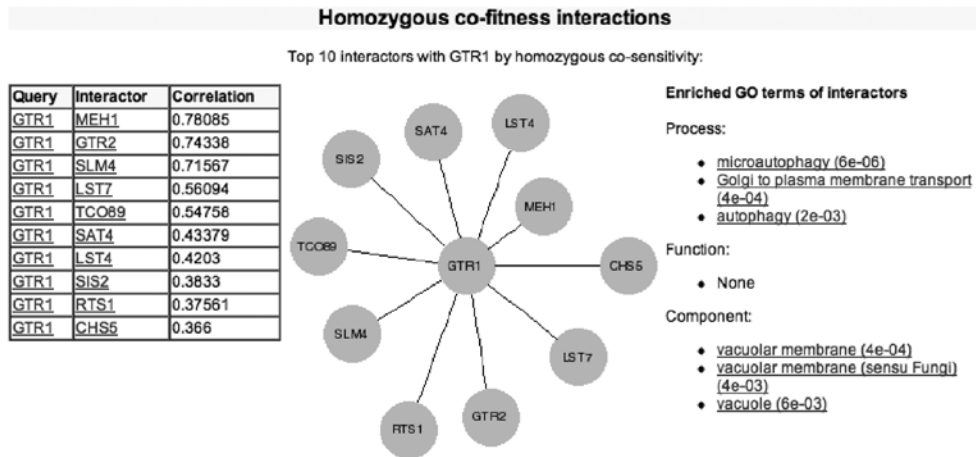 Homozygous co-fitness interactions
Top 10 interactors with GTR1 by homozygous co-sensitivity:
Query Interactor Correlation
GTR1 MEH1 0.78085
GTR1 GTR2 0.74338
GTR1 SLM4 0.71567
GTR1 LST7 0.56094
GTR1 TCO89 0.54758
GTR1 SAT4 0.43379
GTR1 LST4 0.4203
GTR1 SIS2 0.3833
GTR1 RTS1 0.37561
GTR1 CHS5 0.366
LST4
SAT4
SIS2
MEH1
TCO89
GTR1
CHS5
SLM4
LST7
GTR2
RTS1
Enriched GO terms of interactors
Process:
microautophagy (6e-06)
Golgi to plasma membrane transport
(4e-04)
autophagy (2e-03)
Function:
None
Component:
vacuolar membrane (4e-04)
vacuolar membrane (sensu Fungi)
(4e-03)
vacuole (6e-03)